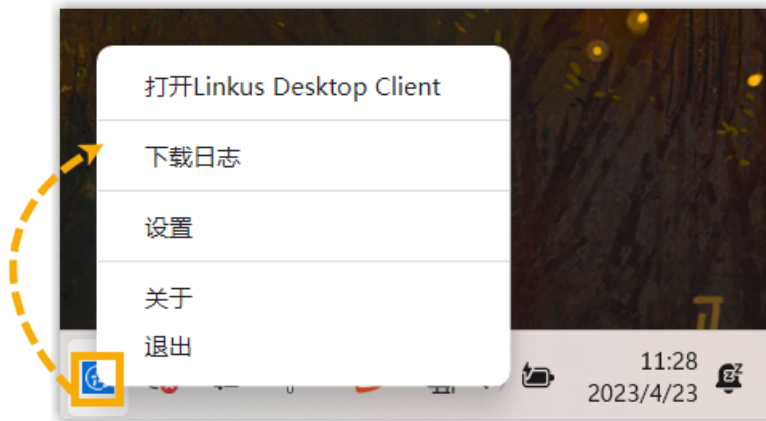 打开Linkus Desktop Client
下载日志
设置
关于
退出
11:28
2023/4/23